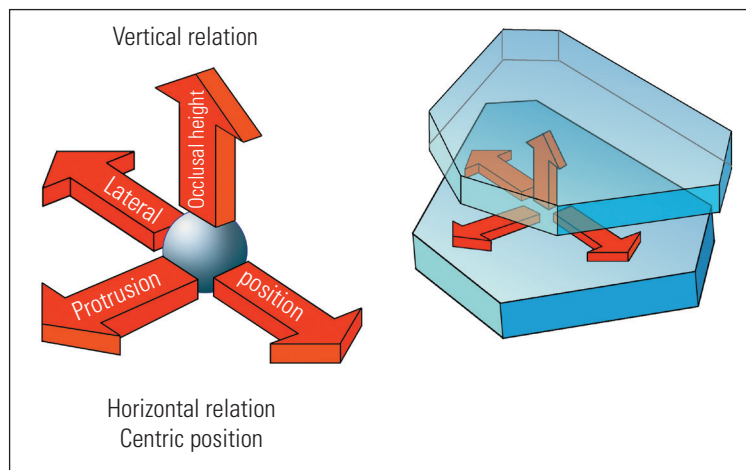 Vertical relation
Occlusal height
Lateral
Protrusion
position
Horizontal relation
Centric position